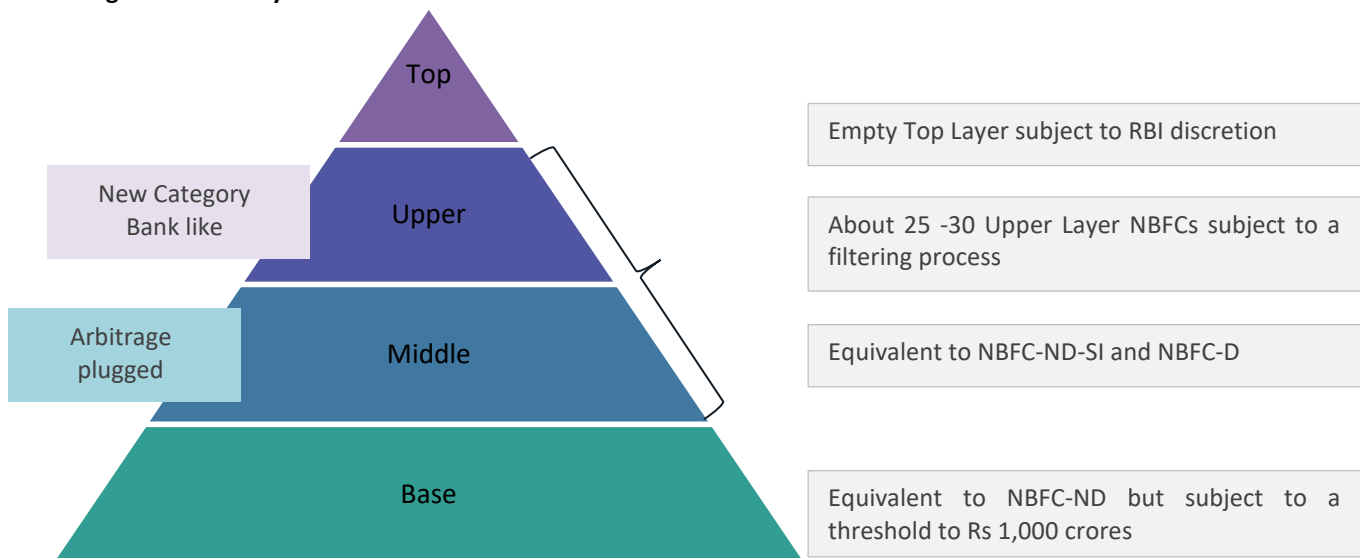 Top
Empty Top Layer subject to RBI discretion
New Category
Bank like
Upper
About 25 -30 Upper Layer NBFCs subject to a
filtering process
Arbitrage
plugged
Middle
Equivalent to NBFC-ND-SI and NBFC-D
Base
Equivalent to NBFC-ND but subject to a
threshold to Rs 1,000 crores